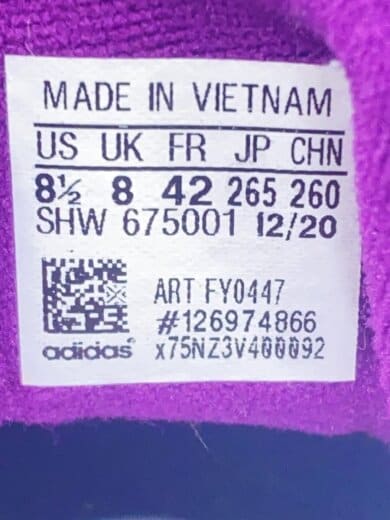 MADE IN VIETNAM
US UK FR JP CHN
8½ 8 42 265 260
SHW 675001 12/20
ART FY0447
#126974866
adidas® x75NZ3V400092